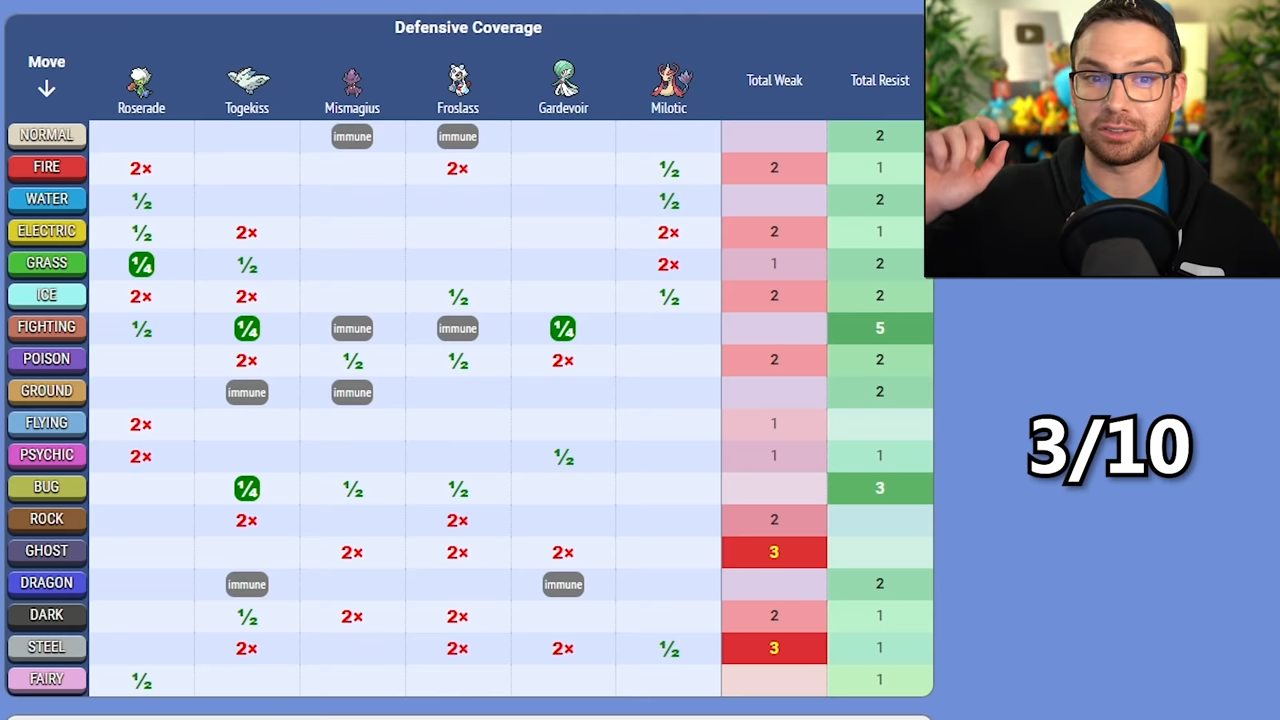 Defensive Coverage
Move ↓ Roserade Togekiss Mismagius Froslass Gardevoir Milotic Total Weak Total Resist
NORMAL immune immune 2
FIRE 2× 2× ½ 2 1
WATER ½ ½ 2
ELECTRIC ½ 2× 2× 2 1
GRASS ¼ ½ 2× 1 2
ICE 2× 2× ½ ½ 2 2
FIGHTING ½ ¼ immune immune ¼ 5
POISON 2× ½ ½ 2× 2 2
GROUND immune immune 2
FLYING 2× 1
PSYCHIC 2× ½ 1 1
BUG ¼ ½ ½ 3
ROCK 2× 2× 2
GHOST 2× 2× 2× 3
DRAGON immune immune 2
DARK ½ 2× 2× 2 1
STEEL 2× 2× 2× ½ 3 1
FAIRY ½ 1
3/10